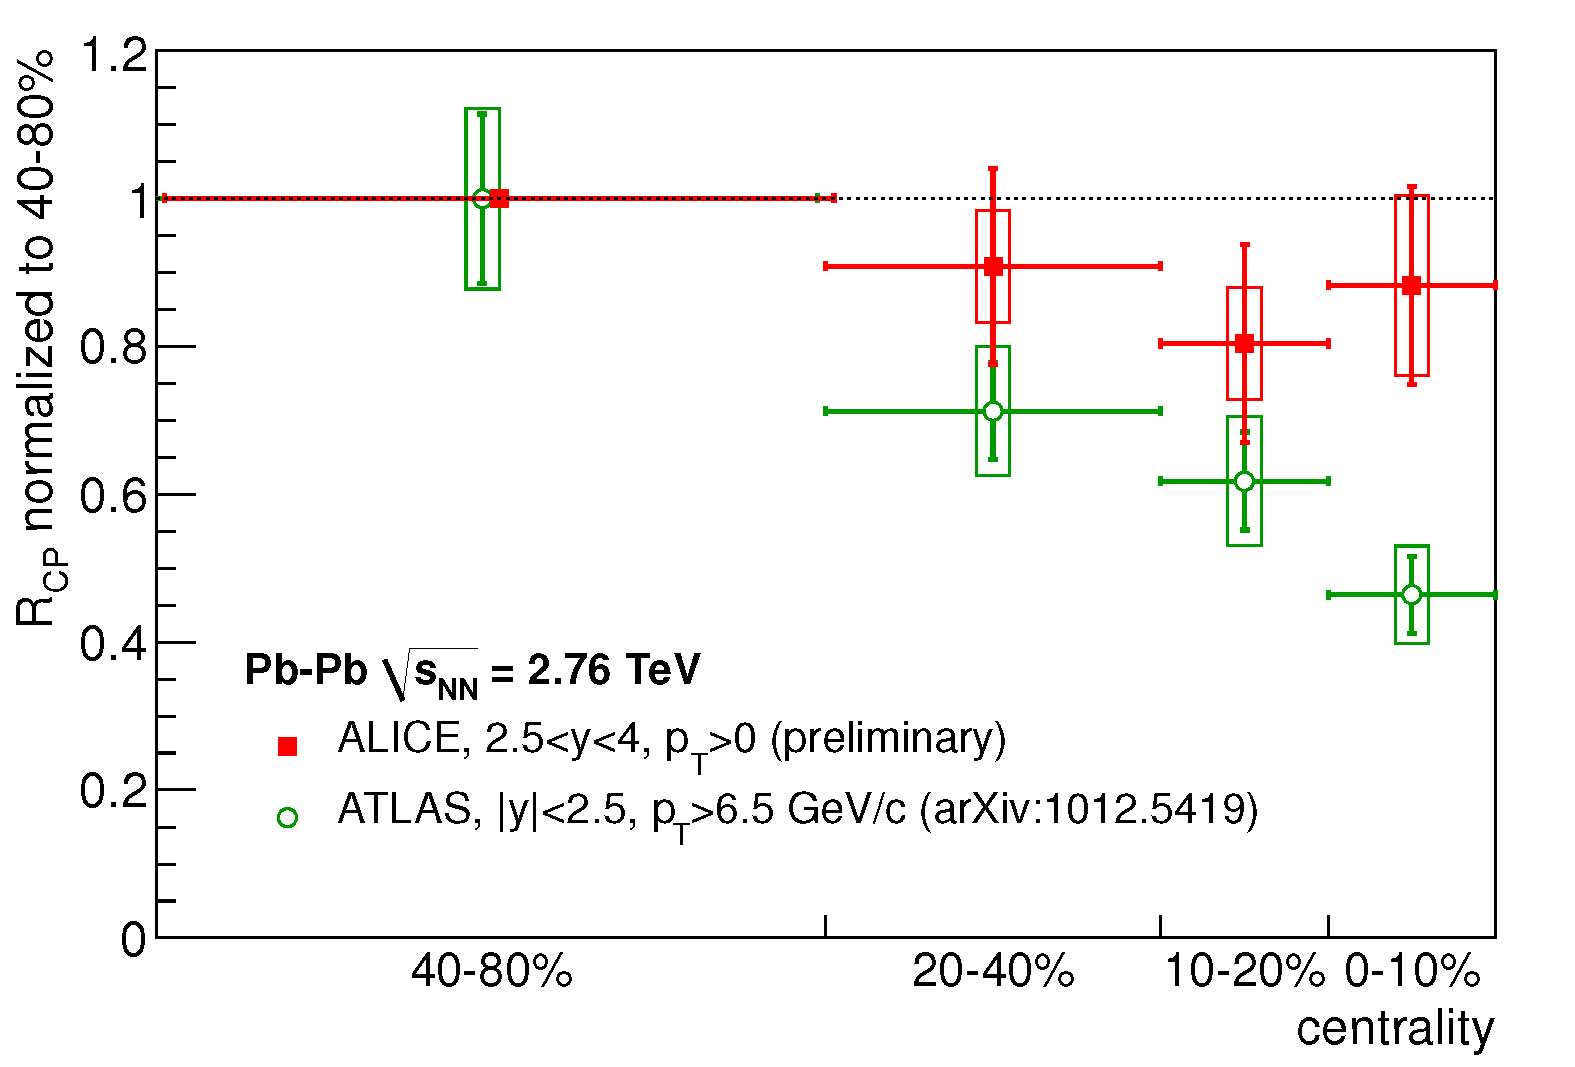 R_CP normalized to 40-80%
1.2
1
0.8
0.6
0.4
0.2
0
Pb-Pb √s_NN = 2.76 TeV
ALICE, 2.5<y<4, p_T>0 (preliminary)
ATLAS, |y|<2.5, p_T>6.5 GeV/c (arXiv:1012.5419)
40-80% 20-40% 10-20% 0-10%
centrality